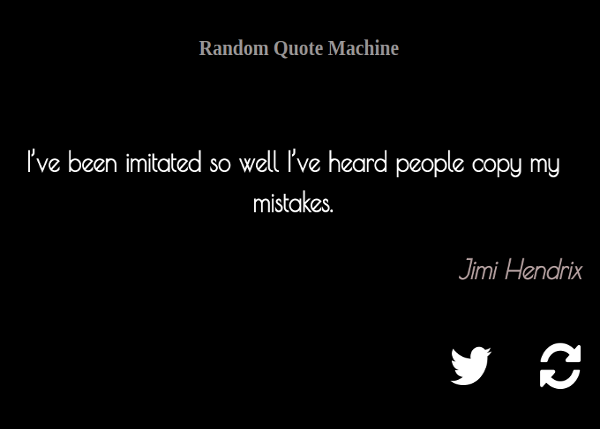 Random Quote Machine
I’ve been imitated so well I’ve heard people copy my
mistakes.
Jimi Hendrix